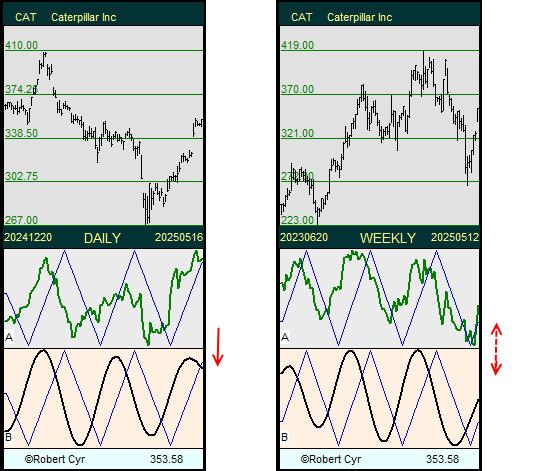 CAT Caterpillar Inc
410.00
374.26
338.50
302.75
267.00
20241220 DAILY 20250516
A
B
©Robert Cyr 353.58
CAT Caterpillar Inc
419.00
370.00
321.00
223.00
20230620 WEEKLY 20250512
A
B
©Robert Cyr 353.58